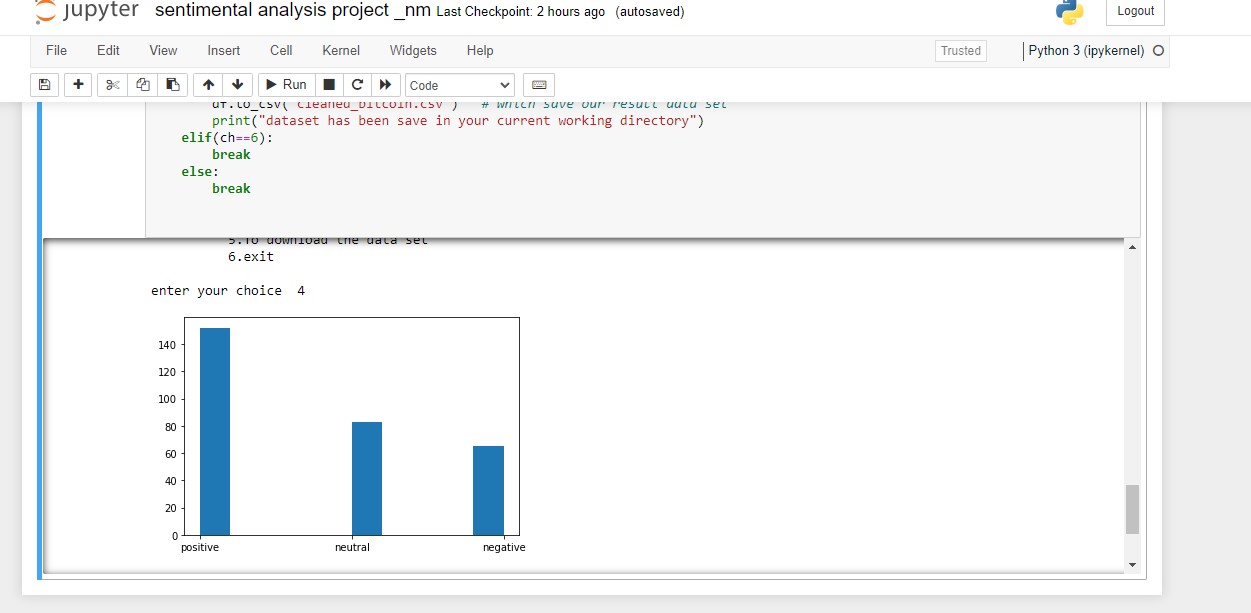 jupyter sentimental analysis project _nm Last Checkpoint: 2 hours ago (autosaved)
Logout
File Edit View Insert Cell Kernel Widgets Help
Trusted
Python 3 (ipykernel)
Run
Code
df.to_csv("cleaned_bitcoin.csv") # which save our result data set
print("dataset has been save in your current working directory")
elif(ch==6):
break
else:
break
5.To download the data set
6.exit
enter your choice 4
140
120
100
80
60
40
20
0
positive neutral negative